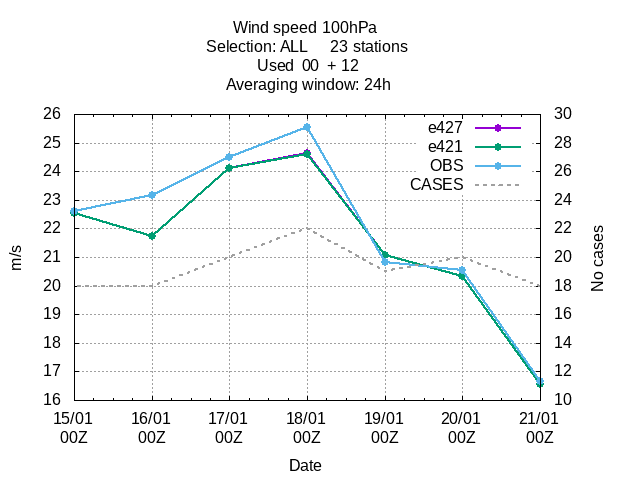 Wind speed 100hPa
Selection: ALL 23 stations
Used 00 + 12
Averaging window: 24h
26 30
25 28
24 26
23 24
22 22
21 20
20 18
19 16
18 14
17 12
16 10
e427
e421
OBS
CASES
m/s
No cases
15/01 16/01 17/01 18/01 19/01 20/01 21/01
00Z 00Z 00Z 00Z 00Z 00Z 00Z
Date